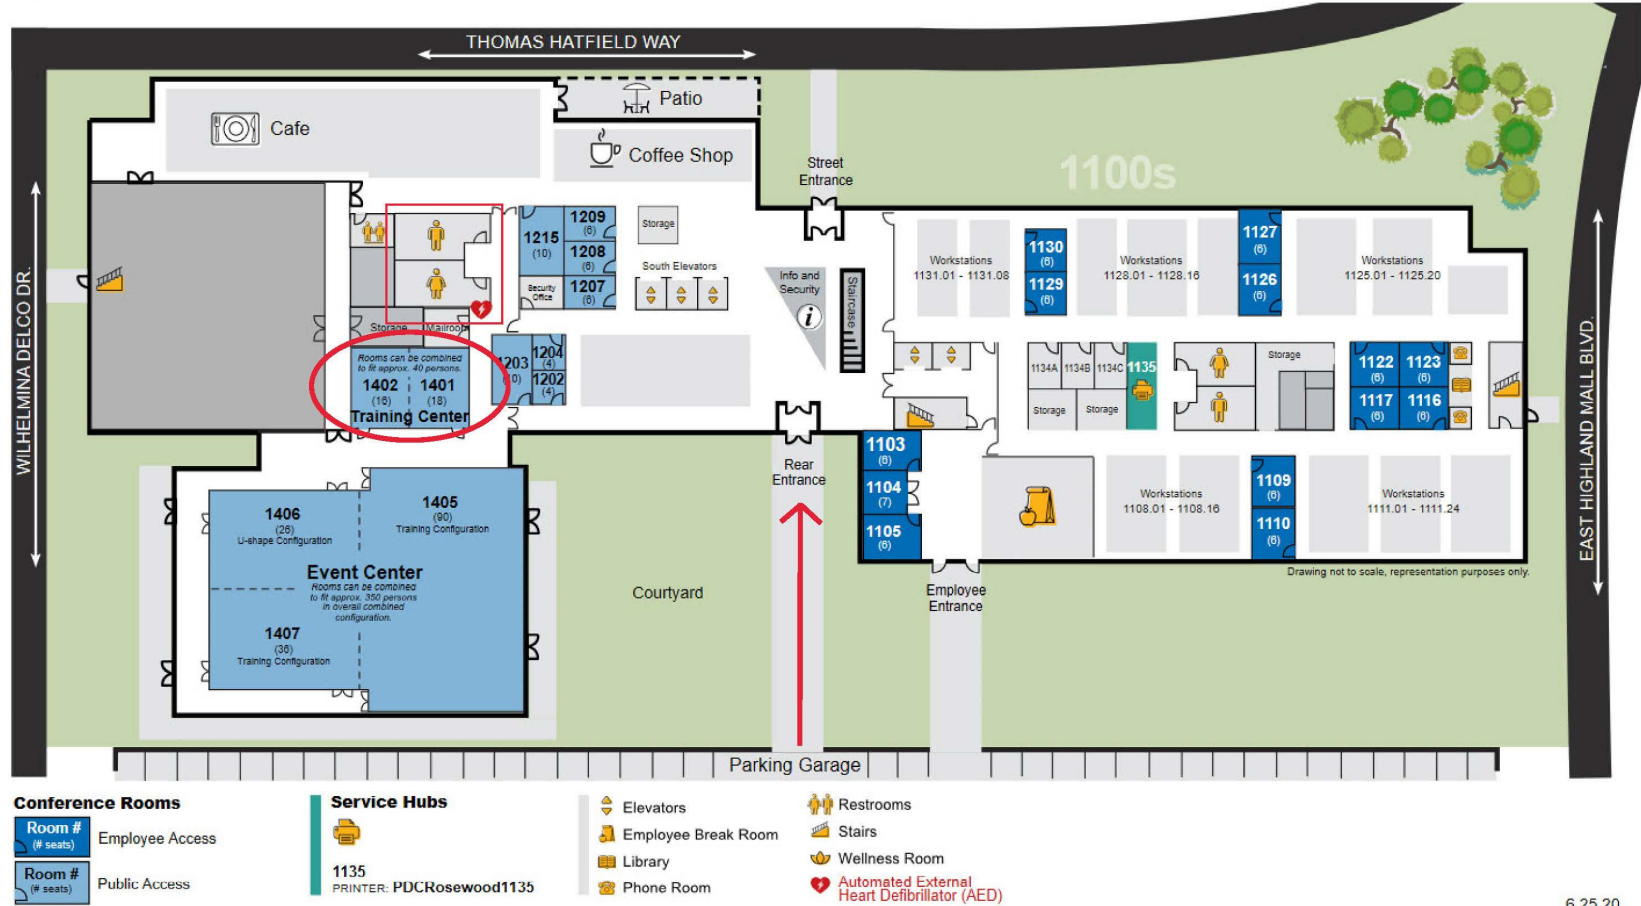 THOMAS HATFIELD WAY
WILHELMINA DELCO DR.
EAST HIGHLAND MALL BLVD.
Patio
Cafe
Coffee Shop
Street
Entrance
1100s
1215
(10)
1209
(6)
1208
(6)
1207
(6)
Security
Office
Storage
South Elevators
Info and
Security
i
Staircase
Storage
Mailroom
Rooms can be combined
to fit approx. 40 persons.
1402
(16)
1401
(18)
Training Center
1203
1204
(4)
1202
(4)
Rear
Entrance
Workstations
1131.01 - 1131.08
1130
(6)
1129
(6)
Workstations
1128.01 - 1128.16
1127
(6)
1126
(6)
Workstations
1125.01 - 1125.20
1134A
1134B
1134C
1135
Storage
Storage
Storage
1122
(6)
1123
(6)
1117
(6)
1116
(6)
1103
(6)
1104
(7)
1105
(6)
Workstations
1108.01 - 1108.16
1109
(6)
1110
(6)
Workstations
1111.01 - 1111.24
Drawing not to scale, representation purposes only.
Employee
Entrance
Courtyard
1406
(26)
U-shape Configuration
1405
(90)
Training Configuration
Event Center
Rooms can be combined
to fit approx. 350 persons
in overall combined
configuration.
1407
(36)
Training Configuration
Parking Garage
Conference Rooms
Room #
(# seats)
Employee Access
Room #
(# seats)
Public Access
Service Hubs
1135
PRINTER: PDCRosewood1135
Elevators
Employee Break Room
Library
Phone Room
Restrooms
Stairs
Wellness Room
Automated External
Heart Defibrillator (AED)
6.25.20